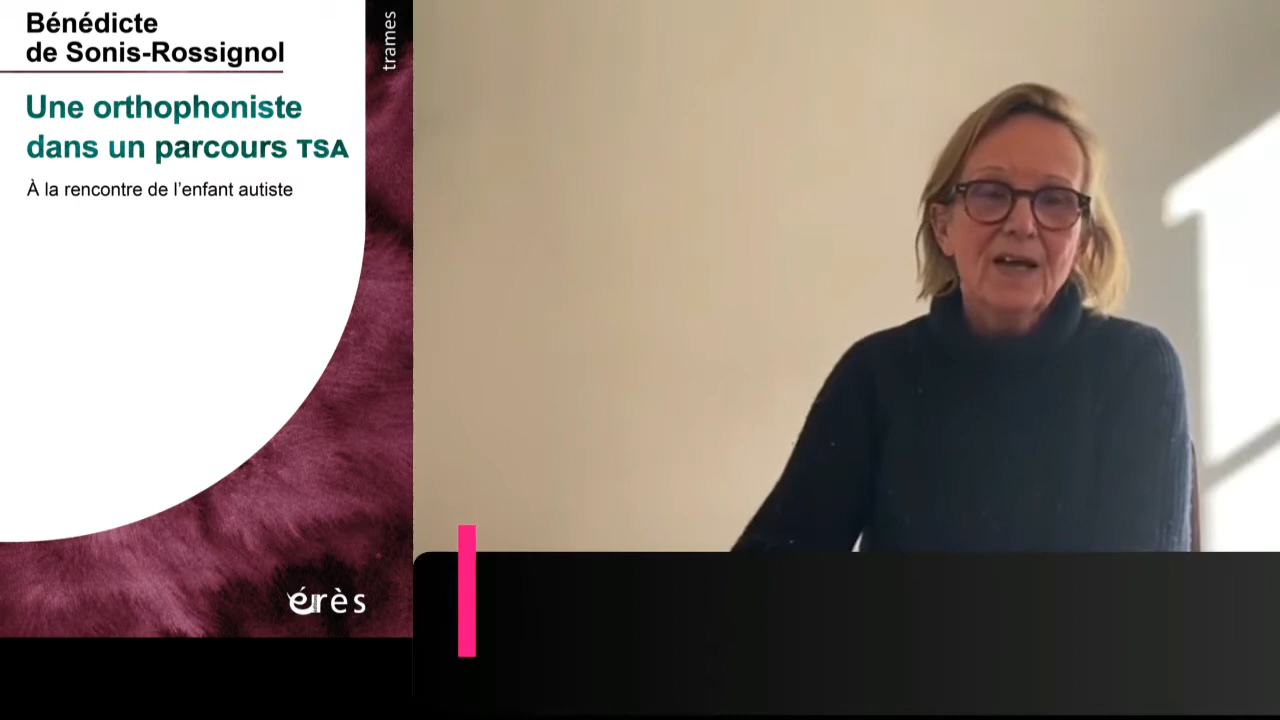 Bénédicte
de Sonis-Rossignol
trames
Une orthophoniste
dans un parcours TSA
À la rencontre de l'enfant autiste
érès